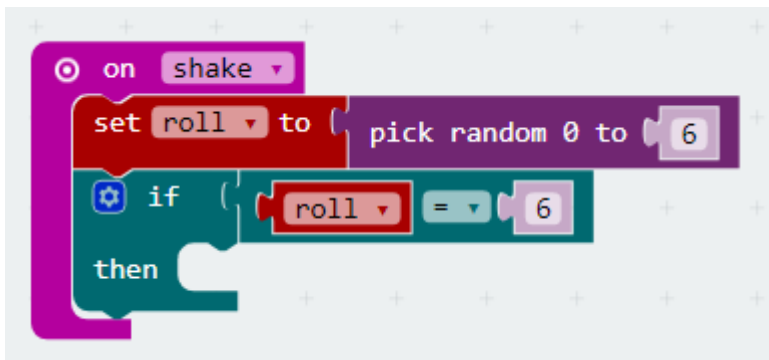 on shake
set roll to pick random 0 to 6
if roll = 6
then